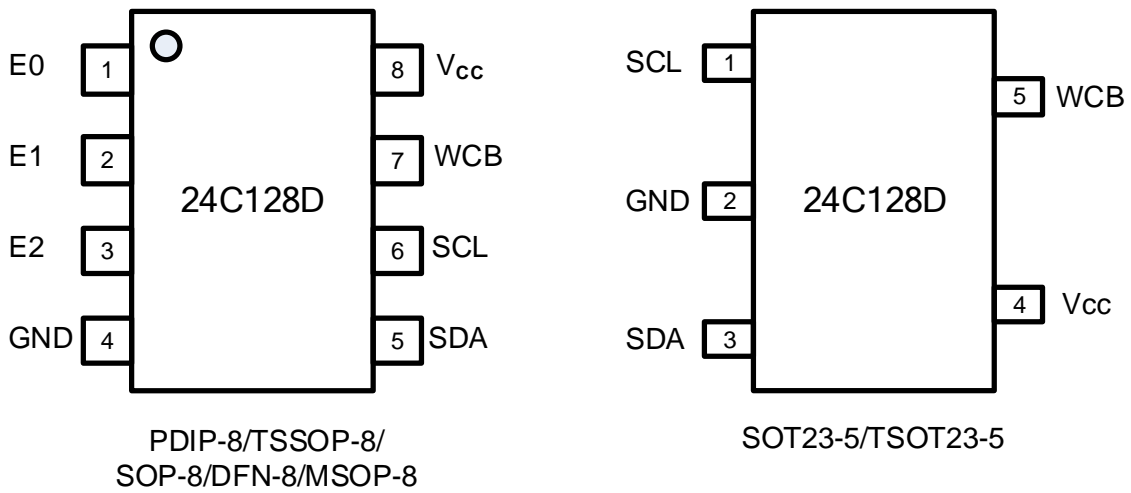 E0 1 8 Vcc
E1 2 7 WCB
24C128D
E2 3 6 SCL
GND 4 5 SDA
PDIP-8/TSSOP-8/
SOP-8/DFN-8/MSOP-8
SCL 1
5 WCB
GND 2 24C128D
4 Vcc
SDA 3
SOT23-5/TSOT23-5